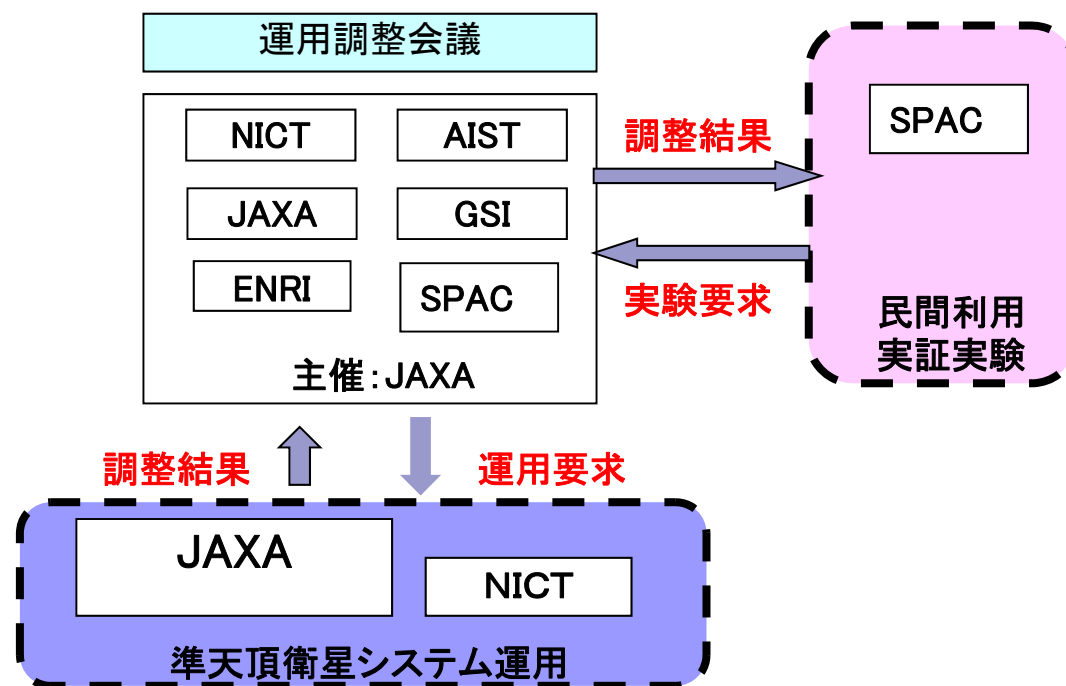 運用調整会議
NICT
AIST
JAXA
GSI
ENRI
SPAC
主催:JAXA
調整結果
実験要求
SPAC
民間利用
実証実験
調整結果
運用要求
JAXA
NICT
準天頂衛星システム運用